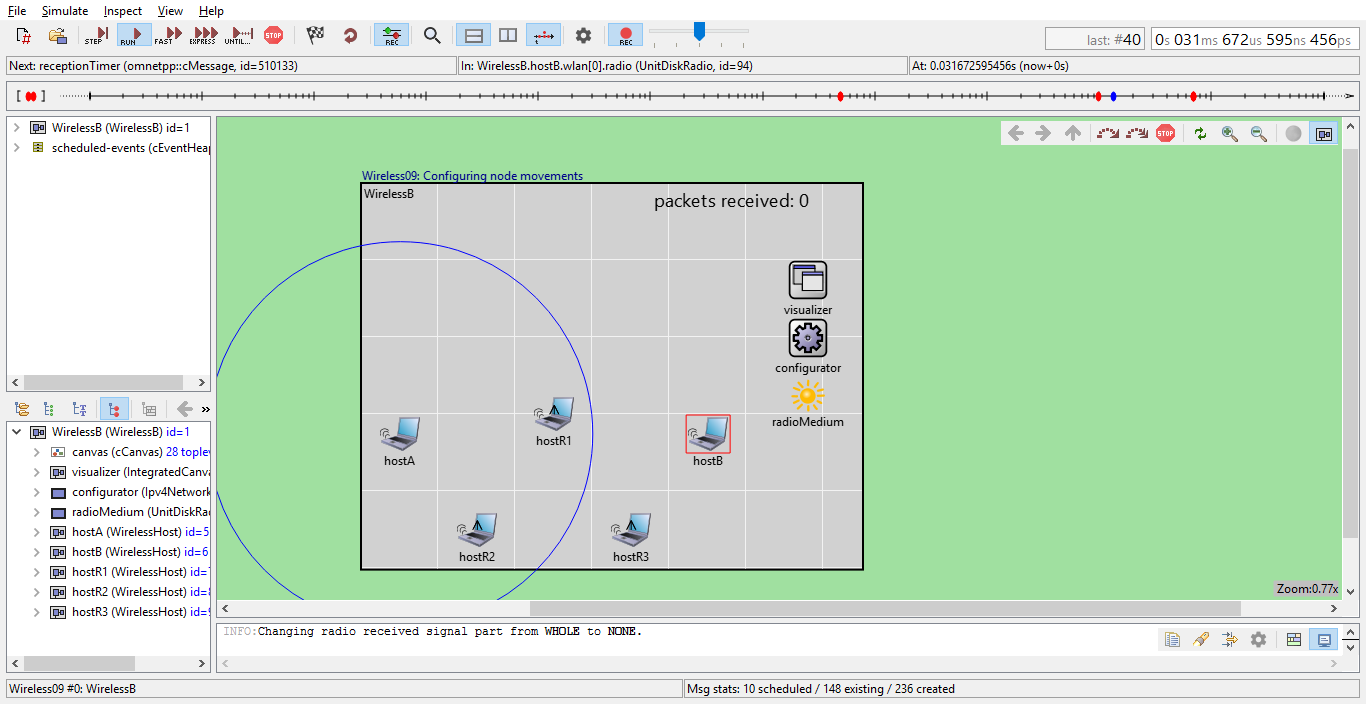 File Simulate Inspect View Help
STEP RUN FAST EXPRESS UNTIL... STOP REC REC
last: #40 0s 031ms 672us 595ns 456ps
Next: receptionTimer (omnetpp::cMessage, id=510133) In: WirelessB.hostB.wlan[0].radio (UnitDiskRadio, id=94) At: 0.031672595456s (now+0s)
WirelessB (WirelessB) id=1
scheduled-events (cEventHeap
STOP
Wireless09: Configuring node movements
WirelessB
packets received: 0
visualizer
configurator
radioMedium
hostR1
hostA
hostB
hostR2
hostR3
Zoom:0.77x
WirelessB (WirelessB) id=1
canvas (cCanvas) 28 toplev
visualizer (IntegratedCanva
configurator (Ipv4Network
radioMedium (UnitDiskRad
hostA (WirelessHost) id=5
hostB (WirelessHost) id=6
hostR1 (WirelessHost) id=
hostR2 (WirelessHost) id=
hostR3 (WirelessHost) id=
INFO:Changing radio received signal part from WHOLE to NONE.
Wireless09 #0: WirelessB Msg stats: 10 scheduled / 148 existing / 236 created